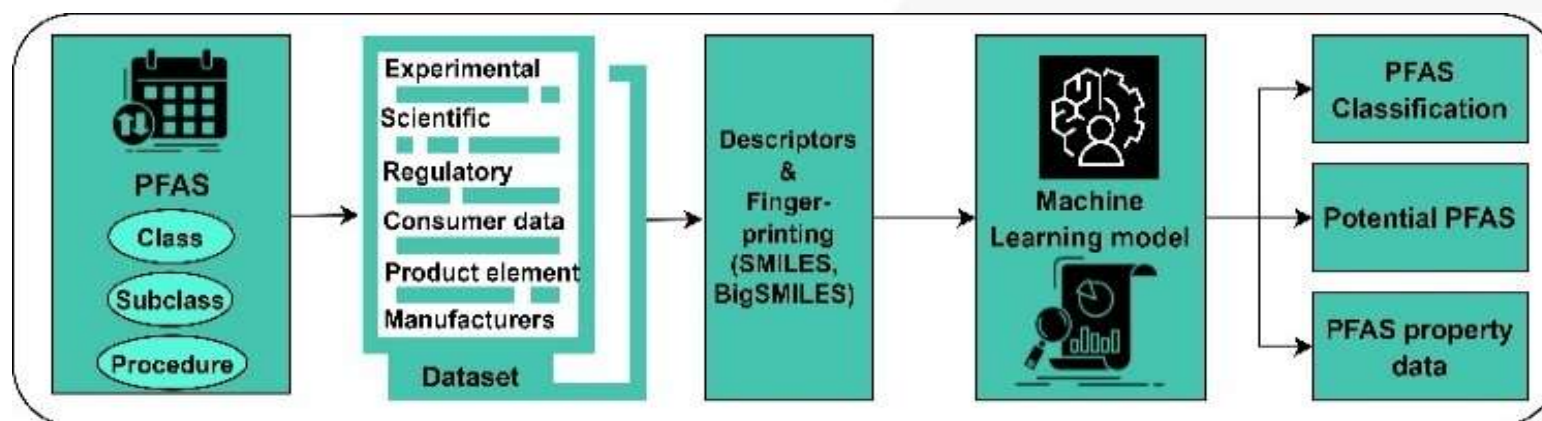 PFAS
Class
Subclass
Procedure
Experimental
Scientific
Regulatory
Consumer data
Product element
Manufacturers
Dataset
Descriptors
&
Finger-
printing
(SMILES,
BigSMILES)
Machine
Learning model
PFAS
Classification
Potential PFAS
PFAS property
data